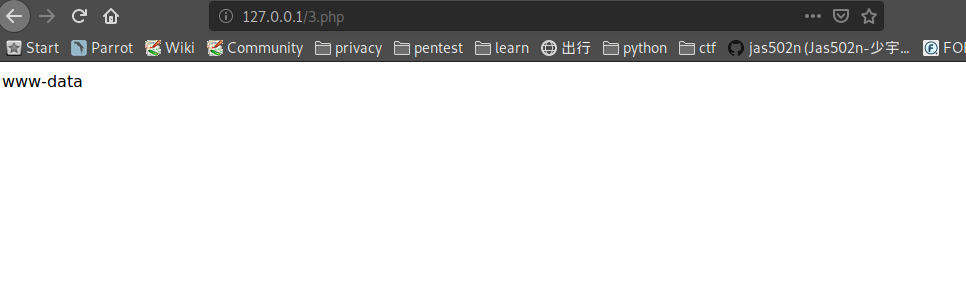 127.0.0.1/3.php
Start Parrot Wiki Community privacy pentest learn 出行 python ctf jas502n (Jas502n-少宇... FO
www-data